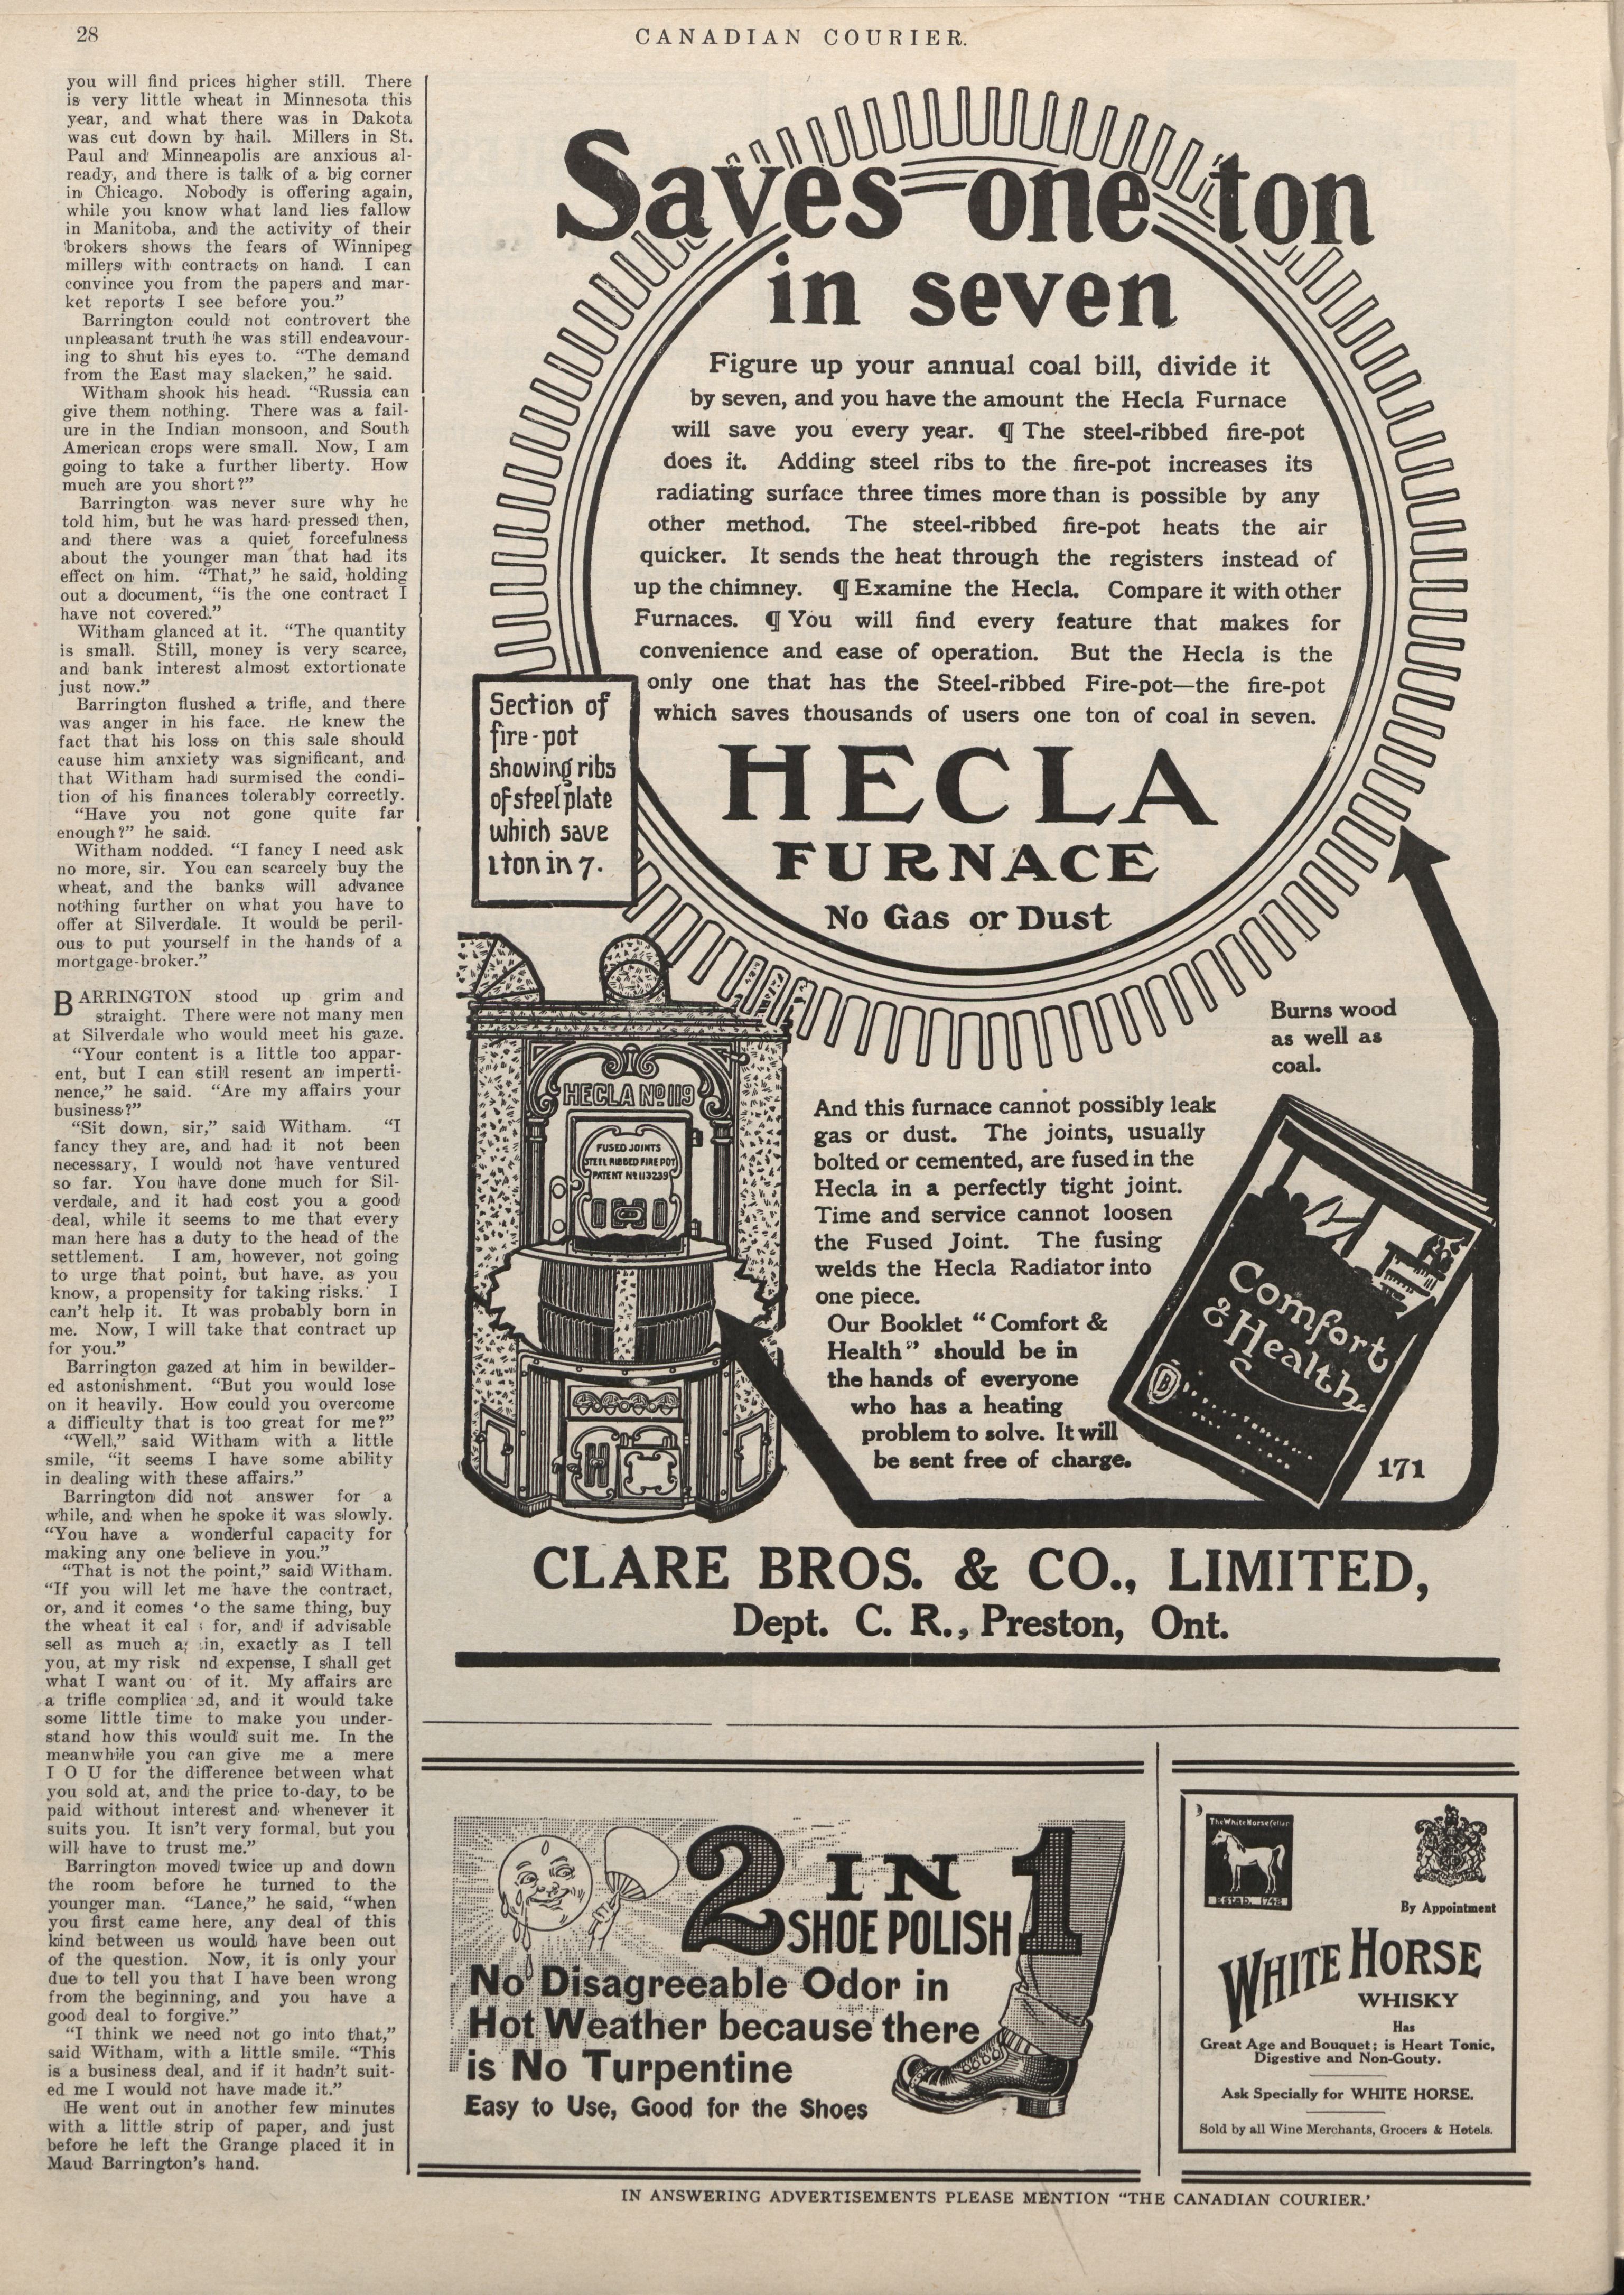 28
CANADIAN COURIER.
you will find prices higher still. There
is very little wheat in Minnesota this
year, and what there was in Dakota
was cut down by hail. Millers in St.
Paul and Minneapolis are anxious al-
ready, and there is talk of a big corner
in Chicago. Nobody is offering again,
while you know what land lies fallow
in Manitoba, and the activity of their
brokers shows the fears of Winnipeg
millers with contracts on hand. I can
convince you from the papers and mar-
ket reports I see before you.”
Barrington could not controvert the
unpleasant truth he was still endeavour-
ing to shut his eyes to. “The demand
from the East may slacken,” he said.
Witham shook his head. “Russia can
give them nothing. There was a fail-
ure in the Indian monsoon, and South
American crops were small. Now, I am
going to take a further liberty. How
much are you short?”
Barrington was never sure why he
told him, but he was hard pressed then,
and there was a quiet forcefulness
about the younger man that had its
effect on him. “That,” he said, holding
out a document, “is the one contract I
have not covered.”
Witham glanced at it. “The quantity
is small. Still, money is very scarce,
and bank interest almost extortionate
just now.”
Barrington flushed a trifle, and there
was anger in his face. He knew the
fact that his loss on this sale should
cause him anxiety was significant, and
that Witham had surmised the condi-
tion of his finances tolerably correctly.
“Have you not gone quite far
enough?” he said.
Witham nodded. “I fancy I need ask
no more, sir. You can scarcely buy the
wheat, and the banks will advance
nothing further on what you have to
offer at Silverdale. It would be peril-
ous to put yourself in the hands of a
mortgage-broker.”
BARRINGTON stood up grim and
straight. There were not many men
at Silverdale who would meet his gaze.
“Your content is a little too appar-
ent, but I can still resent an imperti-
nence,” he said. “Are my affairs your
business?”
“Sit down, sir,” said Witham. “I
fancy they are, and had it not been
necessary, I would not have ventured
so far. You have done much for Sil-
verdale, and it had cost you a good
deal, while it seems to me that every
man here has a duty to the head of the
settlement. I am, however, not going
to urge that point, but have, as you
know, a propensity for taking risks. I
can’t help it. It was probably born in
me. Now, I will take that contract up
for you.”
Barrington gazed at him in bewilder-
ed astonishment. “But you would lose
on it heavily. How could you overcome
a difficulty that is too great for me?”
“Well,” said Witham with a little
smile, “it seems I have some ability
in dealing with these affairs.”
Barrington did not answer for a
while, and when he spoke it was slowly.
“You have a wonderful capacity for
making any one believe in you.”
“That is not the point,” said Witham.
“If you will let me have the contract,
or, and it comes 'o the same thing, buy
the wheat it cal s for, and if advisable
sell as much a in, exactly as I tell
you, at my risk nd expense, I shall get
what I want ou of it. My affairs are
a trifle complica ed, and it would take
some little time to make you under-
stand how this would suit me. In the
meanwhile you can give me a mere
I O U for the difference between what
you sold at, and the price to-day, to be
paid without interest and whenever it
suits you. It isn’t very formal, but you
will have to trust me.”
Barrington moved twice up and down
the room before he turned to the
younger man. “Lance,” he said, “when
you first came here, any deal of this
kind between us would have been out
of the question. Now, it is only your
due to tell you that I have been wrong
from the beginning, and you have a
good deal to forgive.”
“I think we need not go into that,”
said Witham, with a little smile. “This
is a business deal, and if it hadn’t suit-
ed me I would not have made it.”
He went out in another few minutes
with a little strip of paper, and just
before he left the Grange placed it in
Maud Barrington’s hand.
Saves one ton
in seven
Figure up your annual coal bill, divide it
by seven, and you have the amount the Hecla Furnace
will save you every year. ¶ The steel-ribbed fire-pot
does it. Adding steel ribs to the fire-pot increases its
radiating surface three times more than is possible by any
other method. The steel-ribbed fire-pot heats the air
quicker. It sends the heat through the registers instead of
up the chimney. ¶ Examine the Hecla. Compare it with other
Furnaces. ¶ You will find every feature that makes for
convenience and ease of operation. But the Hecla is the
only one that has the Steel-ribbed Fire-pot—the fire-pot
which saves thousands of users one ton of coal in seven.
HECLA
FURNACE
No Gas or Dust
Section of
fire-pot
showing ribs
of steel plate
which save
1 ton in 7.
Burns wood
as well as
coal.
HECLA No 119
FUSED JOINTS
STEEL RIBBED FIRE POT
PATENT No 113239
And this furnace cannot possibly leak
gas or dust. The joints, usually
bolted or cemented, are fused in the
Hecla in a perfectly tight joint.
Time and service cannot loosen
the Fused Joint. The fusing
welds the Hecla Radiator into
one piece.
Our Booklet “Comfort &
Health” should be in
the hands of everyone
who has a heating
problem to solve. It will
be sent free of charge.
Comfort
& Health
171
CLARE BROS. & CO., LIMITED,
Dept. C. R., Preston, Ont.
2 IN 1
SHOE POLISH
No Disagreeable Odor in
Hot Weather because there
is No Turpentine
Easy to Use, Good for the Shoes
The White Horse Cellar
Estab. 1742
By Appointment
WHITE HORSE
WHISKY
Has
Great Age and Bouquet; is Heart Tonic,
Digestive and Non-Gouty.
Ask Specially for WHITE HORSE.
Sold by all Wine Merchants, Grocers & Hotels.
IN ANSWERING ADVERTISEMENTS PLEASE MENTION “THE CANADIAN COURIER.’